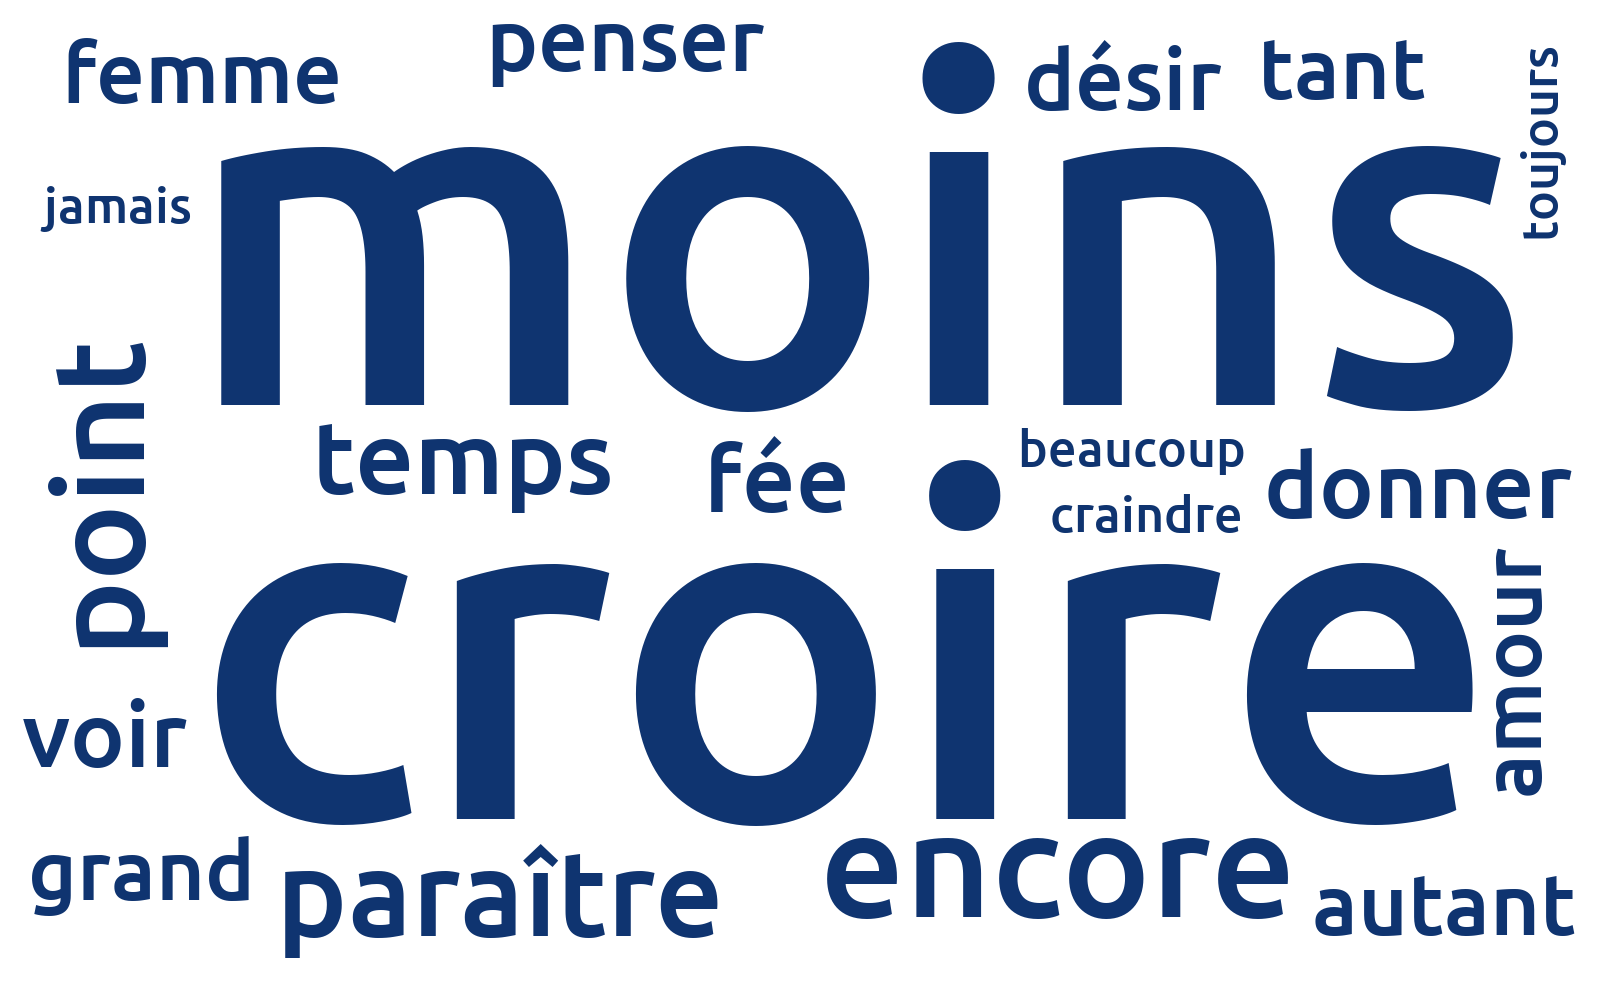 femme
penser
désir
tant
toujours
moins
jamais
point
temps
fée
beaucoup
craindre
donner
croire
amour
voir
grand
paraître
encore
autant